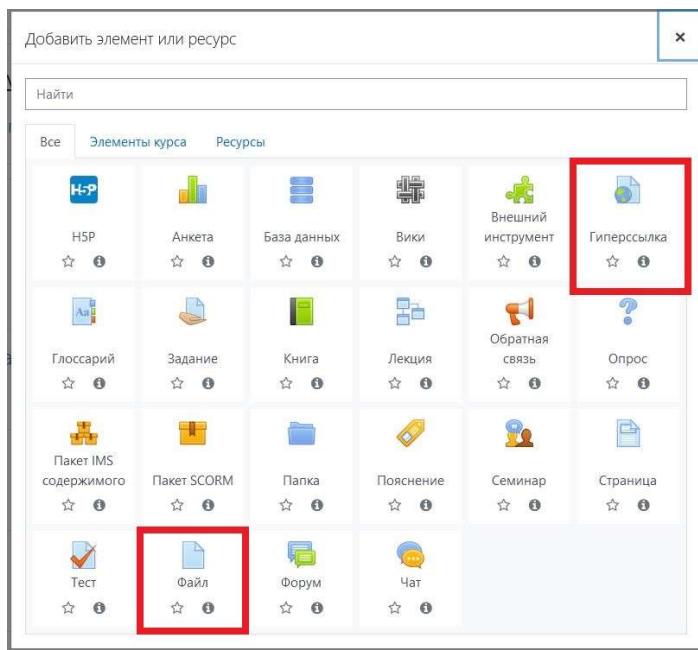 Добавить элемент или ресурс
×
Найти
Все Элементы курса Ресурсы
H5P
H5P Анкета База данных Вики Внешний инструмент Гиперссылка
Aa
Глоссарий Задание Книга Лекция Обратная связь Опрос
Пакет IMS содержимого Пакет SCORM Папка Пояснение Семинар Страница
Тест Файл Форум Чат